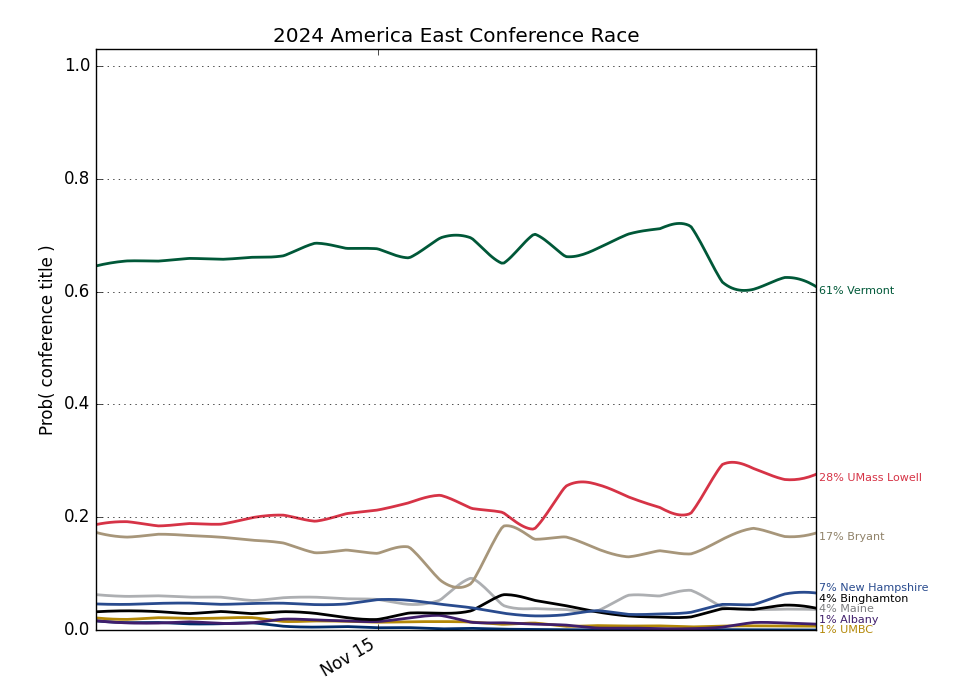 2024 America East Conference Race
Prob( conference title )
1.0
0.8
0.6
0.4
0.2
0.0
Nov 15
61% Vermont
28% UMass Lowell
17% Bryant
7% New Hampshire
4% Binghamton
4% Maine
1% Albany
1% UMBC